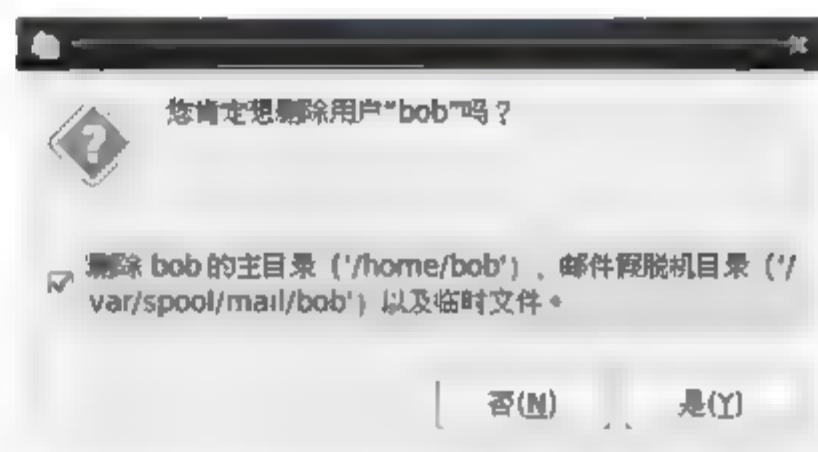 您肯定想删除用户“bob”吗？
删除 bob 的主目录（'/home/bob'）、邮件假脱机目录（'/
var/spool/mail/bob'）以及临时文件。
否(N)
是(Y)